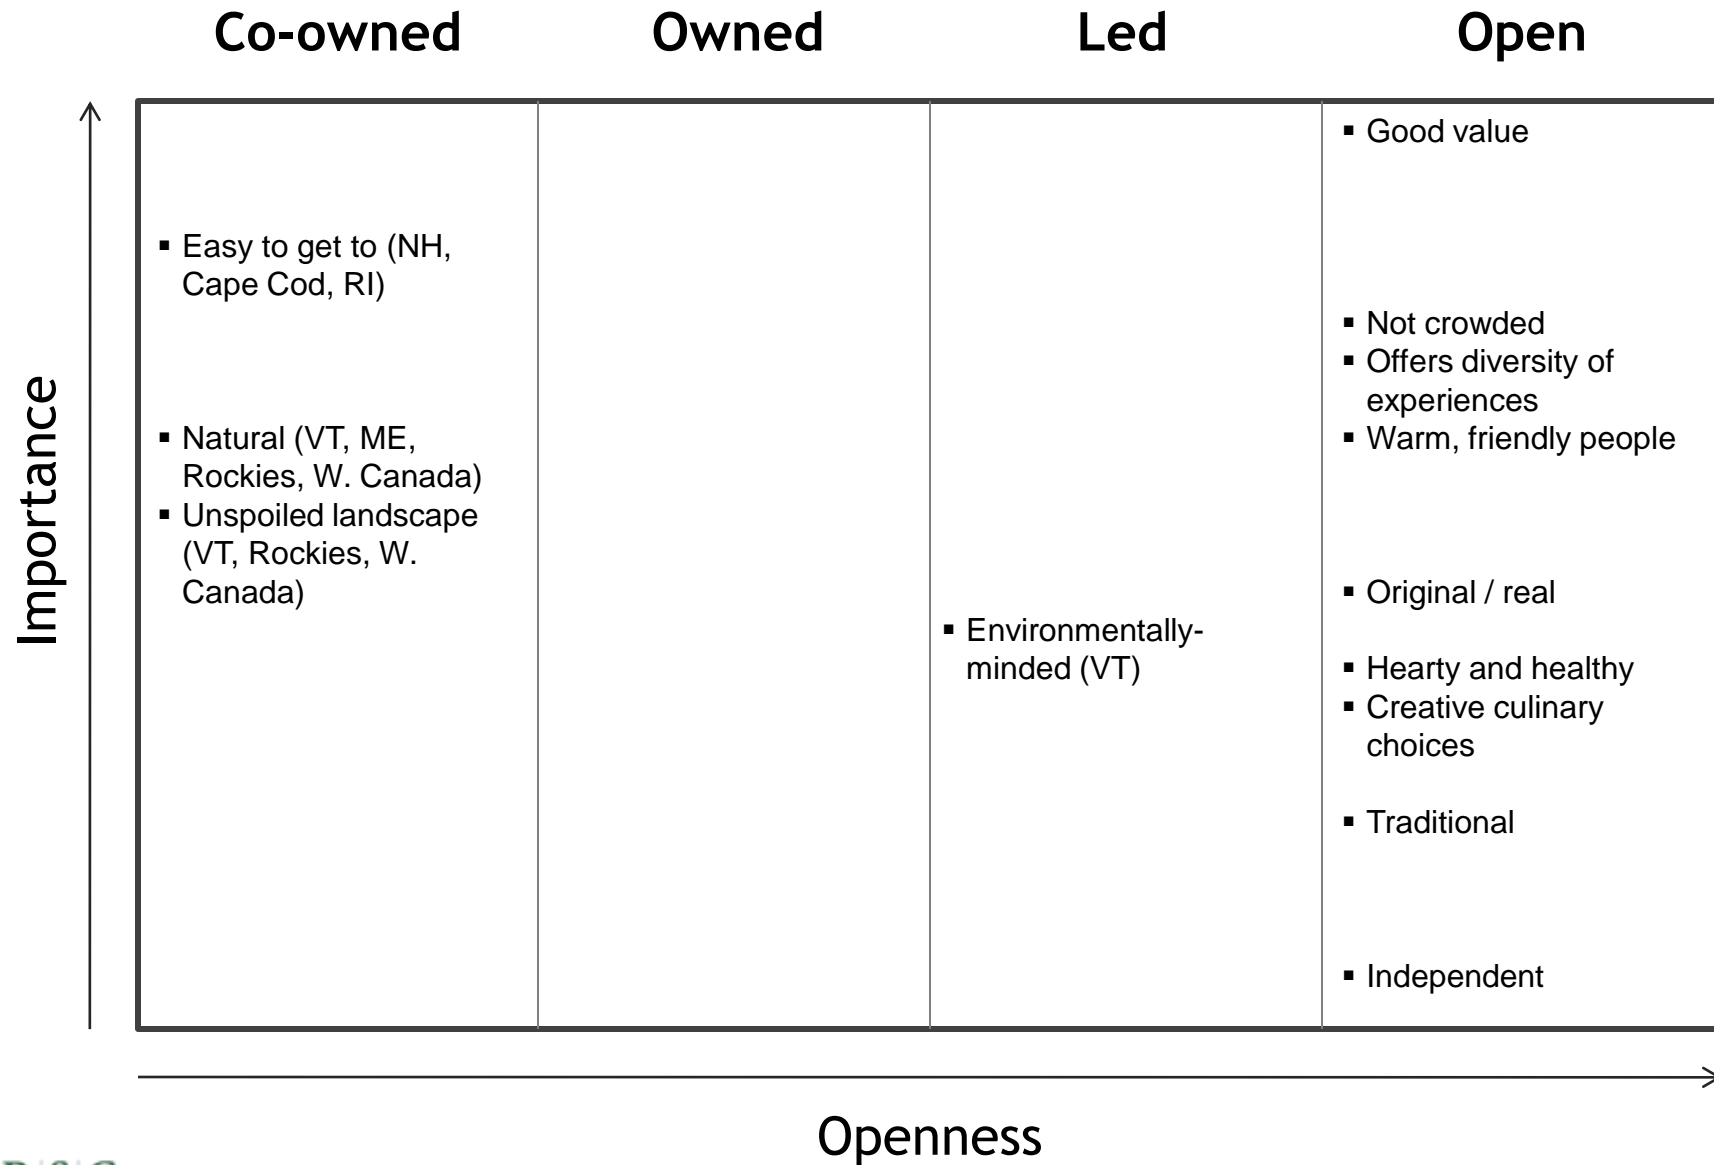 Co-owned
Owned
Led
Open
Importance
▪ Easy to get to (NH,
Cape Cod, RI)
▪ Natural (VT, ME,
Rockies, W. Canada)
▪ Unspoiled landscape
(VT, Rockies, W.
Canada)
▪ Environmentally-
minded (VT)
▪ Good value
▪ Not crowded
▪ Offers diversity of
experiences
▪ Warm, friendly people
▪ Original / real
▪ Hearty and healthy
▪ Creative culinary
choices
▪ Traditional
▪ Independent
Openness